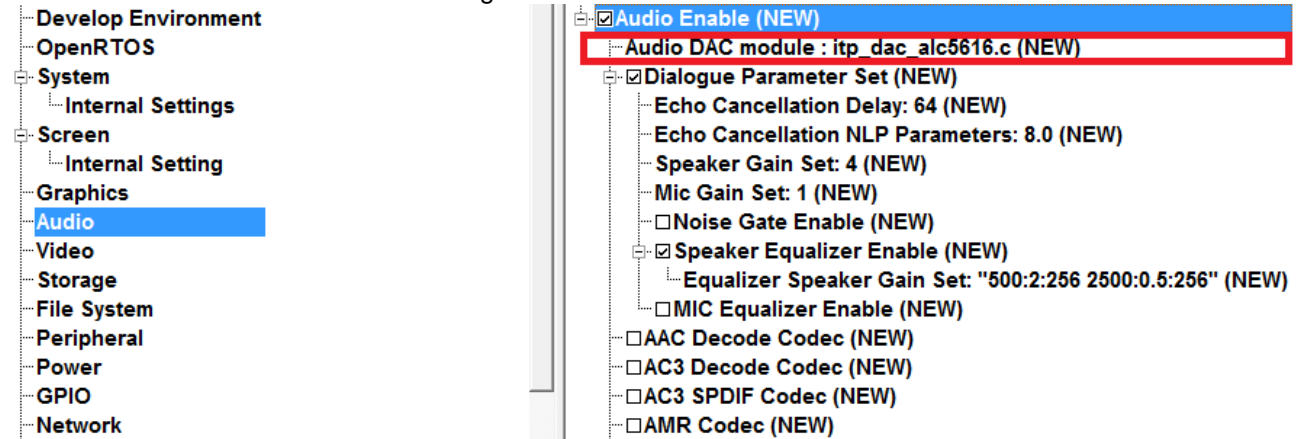 Develop Environment
OpenRTOS
System
Internal Settings
Screen
Internal Setting
Graphics
Audio
Video
Storage
File System
Peripheral
Power
GPIO
Network
Audio Enable (NEW)
Audio DAC module : itp_dac_alc5616.c (NEW)
Dialogue Parameter Set (NEW)
Echo Cancellation Delay: 64 (NEW)
Echo Cancellation NLP Parameters: 8.0 (NEW)
Speaker Gain Set: 4 (NEW)
Mic Gain Set: 1 (NEW)
Noise Gate Enable (NEW)
Speaker Equalizer Enable (NEW)
Equalizer Speaker Gain Set: "500:2:256 2500:0.5:256" (NEW)
MIC Equalizer Enable (NEW)
AAC Decode Codec (NEW)
AC3 Decode Codec (NEW)
AC3 SPDIF Codec (NEW)
AMR Codec (NEW)